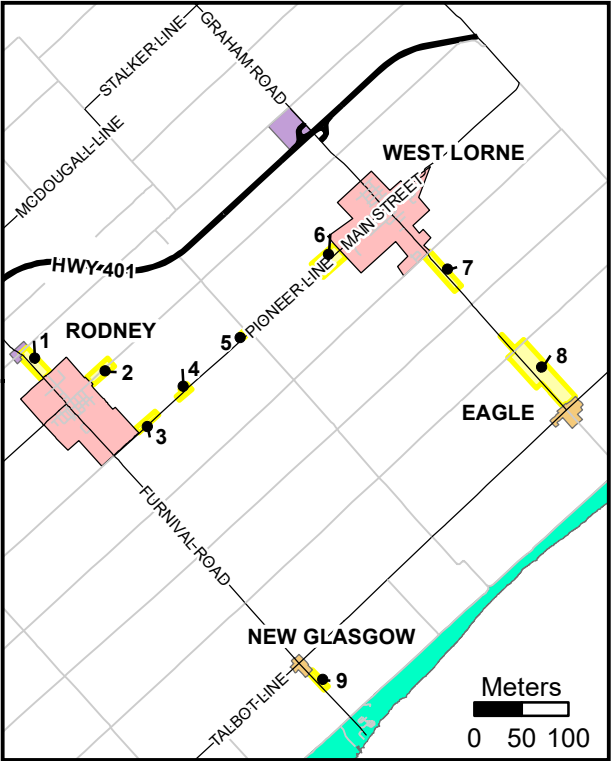 STALKER LINE
GRAHAM ROAD
MCDOUGALL LINE
WEST LORNE
MAIN STREET
6
HWY 401
7
PIONEER LINE
RODNEY
1
5
2
4
8
3
EAGLE
FURNIVAL ROAD
NEW GLASGOW
9
TALBOT LINE
Meters
0 50 100